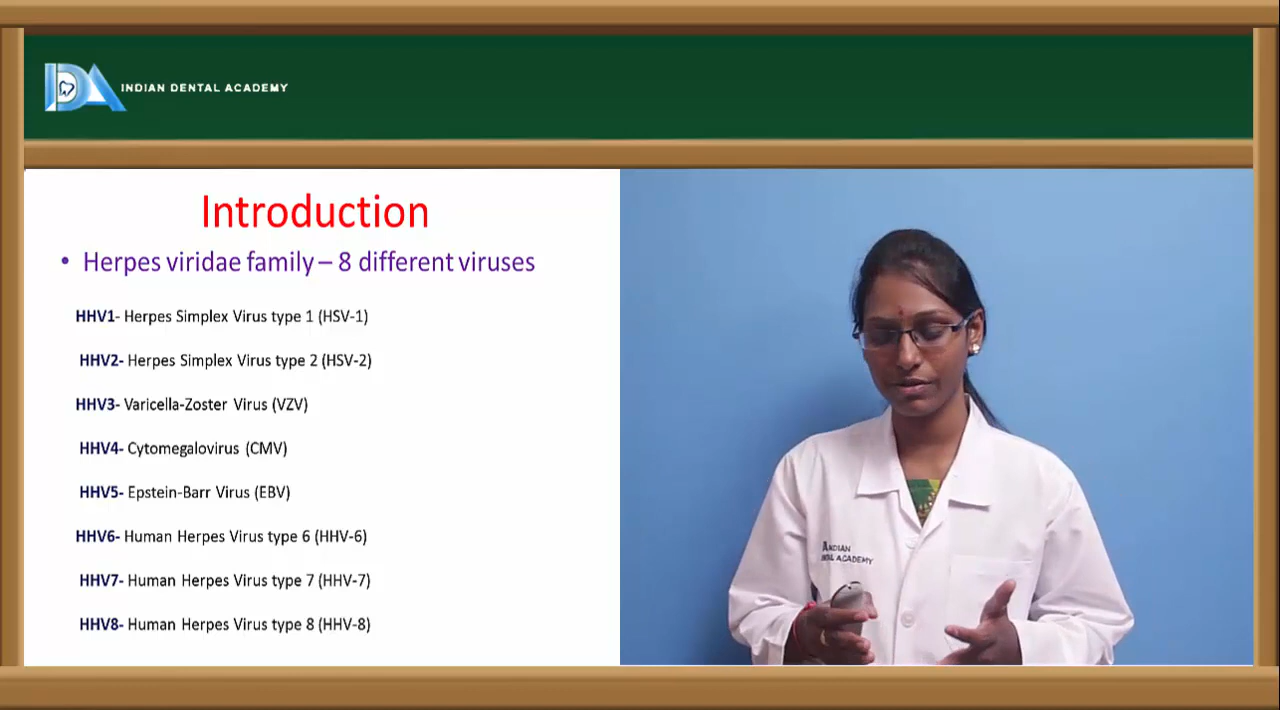 INDIAN DENTAL ACADEMY
Introduction
• Herpes viridae family – 8 different viruses
HHV1- Herpes Simplex Virus type 1 (HSV-1)
HHV2- Herpes Simplex Virus type 2 (HSV-2)
HHV3- Varicella-Zoster Virus (VZV)
HHV4- Cytomegalovirus (CMV)
HHV5- Epstein-Barr Virus (EBV)
HHV6- Human Herpes Virus type 6 (HHV-6)
HHV7- Human Herpes Virus type 7 (HHV-7)
HHV8- Human Herpes Virus type 8 (HHV-8)
INDIAN
ACADEMY